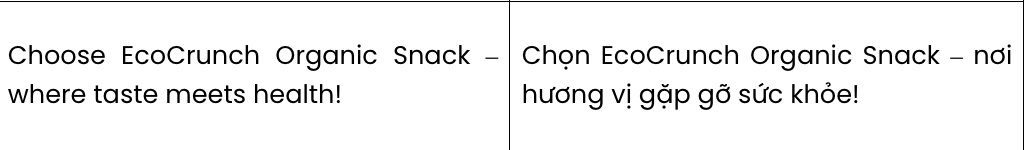 Choose EcoCrunch Organic Snack –
where taste meets health!
Chọn EcoCrunch Organic Snack – nơi
hương vị gặp gỡ sức khỏe!